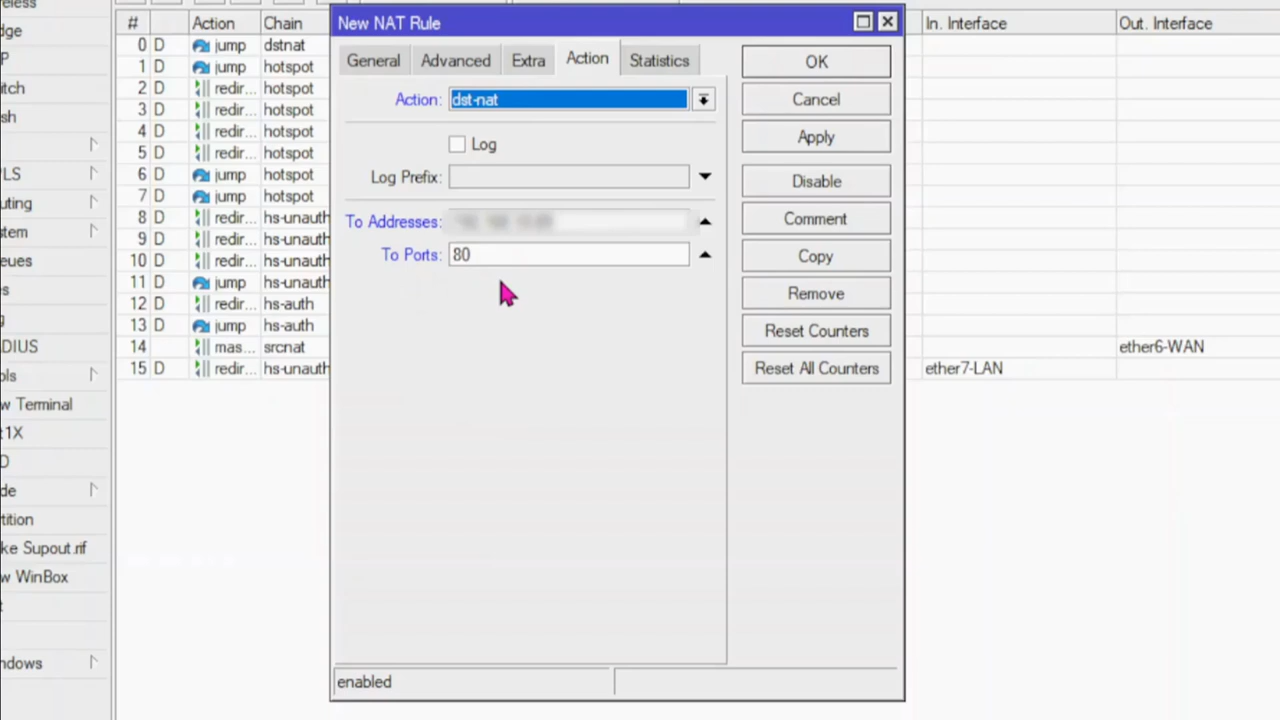 reless
# Action Chain
New NAT Rule
In. Interface Out. Interface
dge
0 D jump dstnat
P
1 D jump hotspot
General Advanced Extra Action Statistics
OK
itch
2 D redir... hotspot
3 D redir... hotspot
Action: dst-nat
Cancel
sh
4 D redir... hotspot
Log
Apply
5 D redir... hotspot
PLS
6 D jump hotspot
Log Prefix:
Disable
7 D jump hotspot
uting
8 D redir... hs-unauth
To Addresses:
Comment
stem
9 D redir... hs-unauth
To Ports: 80
Copy
eues
10 D redir... hs-unauth
s
11 D jump hs-unauth
Remove
12 D redir... hs-auth
g
13 D jump hs-auth
Reset Counters
ADIUS
14 mas... srcnat
ether6-WAN
ols
15 D redir... hs-unauth
Reset All Counters
ether7-LAN
w Terminal
t1X
D
de
tition
ke Supout.rif
w WinBox
t
ndows
enabled